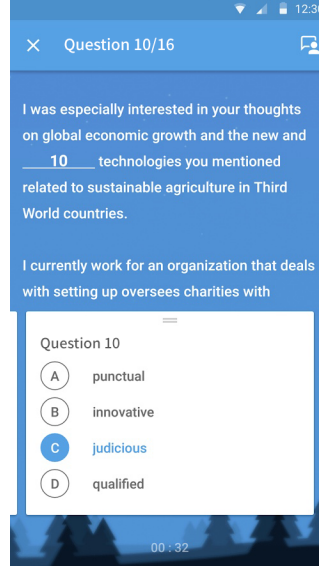 12:30
Question 10/16
I was especially interested in your thoughts
on global economic growth and the new and
10 technologies you mentioned
related to sustainable agriculture in Third
World countries.
I currently work for an organization that deals
with setting up oversees charities with
Question 10
A punctual
B innovative
C judicious
D qualified
00 : 32